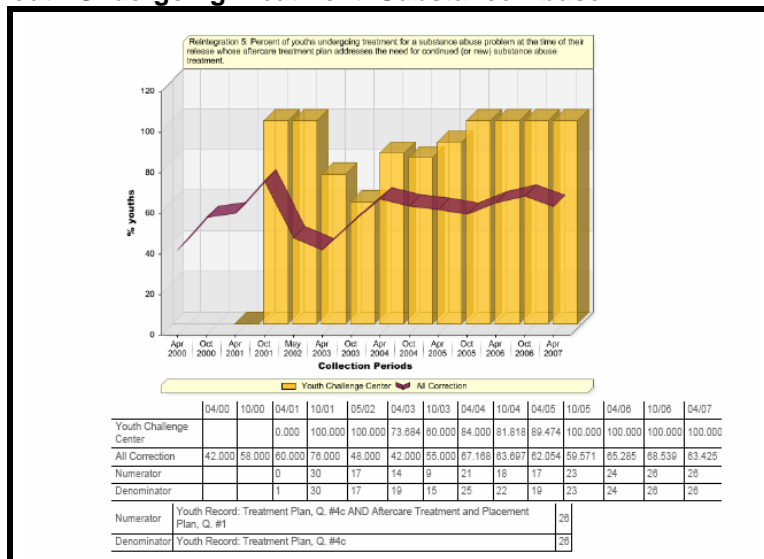 Reintegration 5: Percent of youths undergoing treatment for a substance abuse problem at the time of their
release whose aftercare treatment plan addresses the need for continued (or new) substance abuse
treatment.
120
100
80
60
40
20
0
% youths
Apr 2000 Oct 2000 Apr 2001 Oct 2001 May 2002 Apr 2003 Oct 2003 Apr 2004 Oct 2004 Apr 2005 Oct 2005 Apr 2006 Oct 2006 Apr 2007
Collection Periods
Youth Challenge Center All Correction
04/00 10/00 04/01 10/01 05/02 04/03 10/03 04/04 10/04 04/05 10/05 04/06 10/06 04/07
Youth Challenge
Center 0.000 100.000 100.000 73.684 60.000 84.000 81.818 89.474 100.000 100.000 100.000 100.000
All Correction 42.000 58.000 60.000 76.000 48.000 42.000 55.000 67.168 63.697 62.054 59.571 65.285 68.539 63.425
Numerator 0 30 17 14 9 21 18 17 23 24 26 26
Denominator 1 30 17 19 15 25 22 19 23 24 26 26
Numerator Youth Record: Treatment Plan, Q. #4c AND Aftercare Treatment and Placement
Plan, Q. #1 26
Denominator Youth Record: Treatment Plan, Q. #4c 26